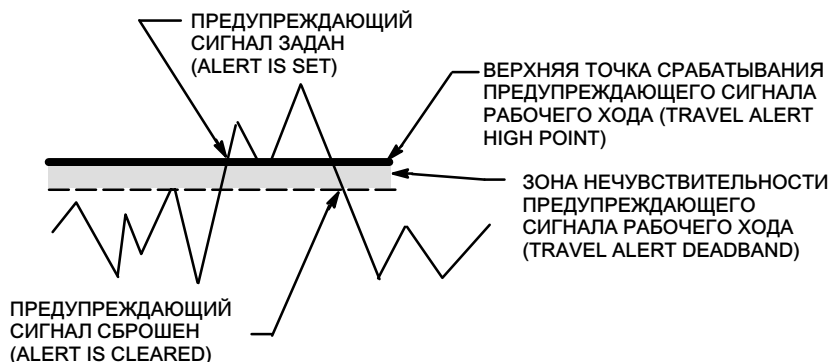 ПРЕДУПРЕЖДАЮЩИЙ
СИГНАЛ ЗАДАН
(ALERT IS SET)
ВЕРХНЯЯ ТОЧКА СРАБАТЫВАНИЯ
ПРЕДУПРЕЖДАЮЩЕГО СИГНАЛА
РАБОЧЕГО ХОДА (TRAVEL ALERT
HIGH POINT)
ЗОНА НЕЧУВСТВИТЕЛЬНОСТИ
ПРЕДУПРЕЖДАЮЩЕГО
СИГНАЛА РАБОЧЕГО ХОДА
(TRAVEL ALERT DEADBAND)
ПРЕДУПРЕЖДАЮЩИЙ
СИГНАЛ СБРОШЕН
(ALERT IS CLEARED)